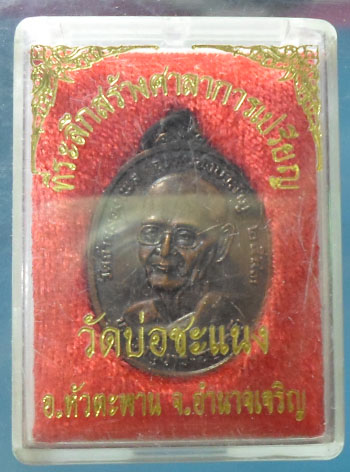 ที่ระลึกสร้างศาลาการเปรียญ
วัดบ่อชะแนง
อ.หัวตะพาน จ.อำนาจเจริญ